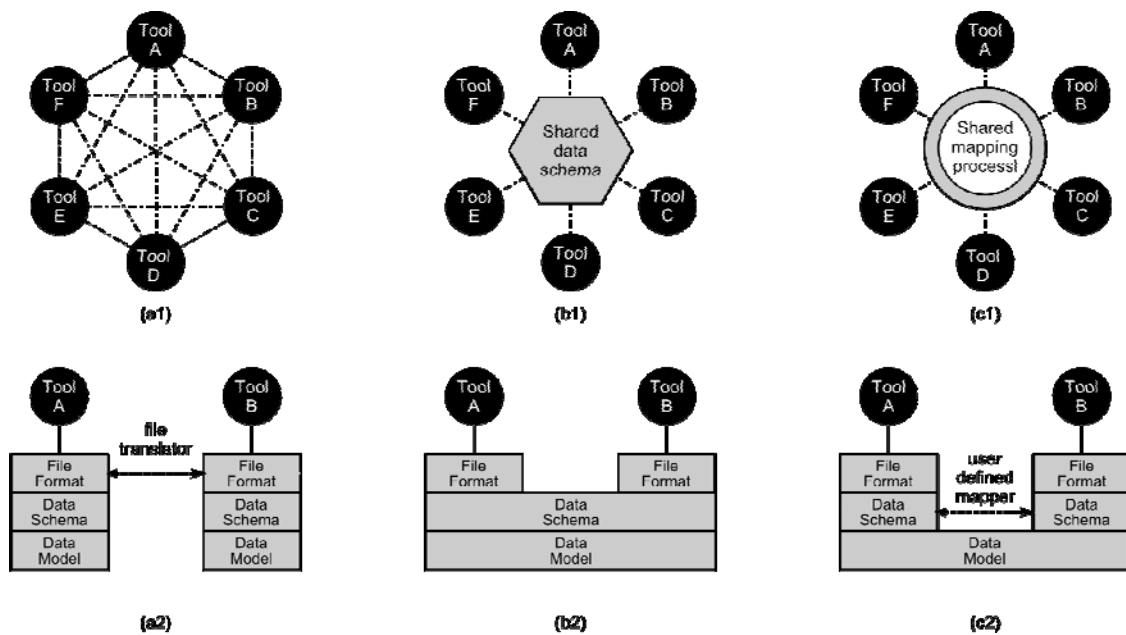 Tool
A
Tool
F
Tool
B
Tool
E
Tool
C
Tool
D
(a1)
Tool
A
Tool
F
Tool
B
Shared
data
schema
Tool
E
Tool
C
Tool
D
(b1)
Tool
A
Tool
F
Tool
B
Shared
mapping
processl
Tool
E
Tool
C
Tool
D
(c1)
Tool
A
Tool
B
file
translator
File
Format
File
Format
Data
Schema
Data
Schema
Data
Model
Data
Model
(a2)
Tool
A
Tool
B
File
Format
File
Format
Data
Schema
Data
Model
(b2)
Tool
A
Tool
B
File
Format
user
defined
mapper
File
Format
Data
Schema
Data
Schema
Data
Model
(c2)